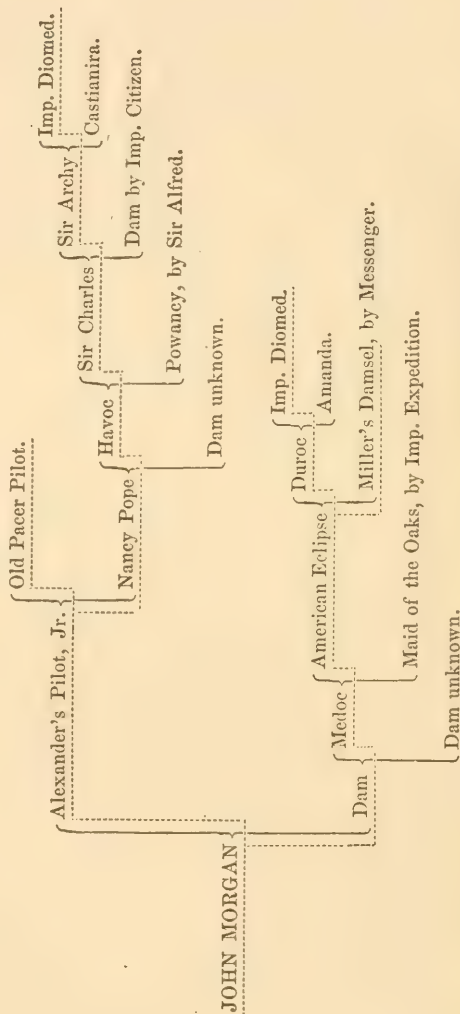 Old Pacer Pilot.
Imp. Diomed.
Alexander's Pilot, Jr.
Sir Archy
Sir Charles
Castianira.
Havoc
Nancy Pope
Dam by Imp. Citizen.
Powancy, by Sir Alfred.
Dam unknown.
JOHN MORGAN
Imp. Diomed.
Duroc
American Eclipse
Amanda.
Medoc
Dam
Miller's Damsel, by Messenger.
Maid of the Oaks, by Imp. Expedition.
Dam unknown.